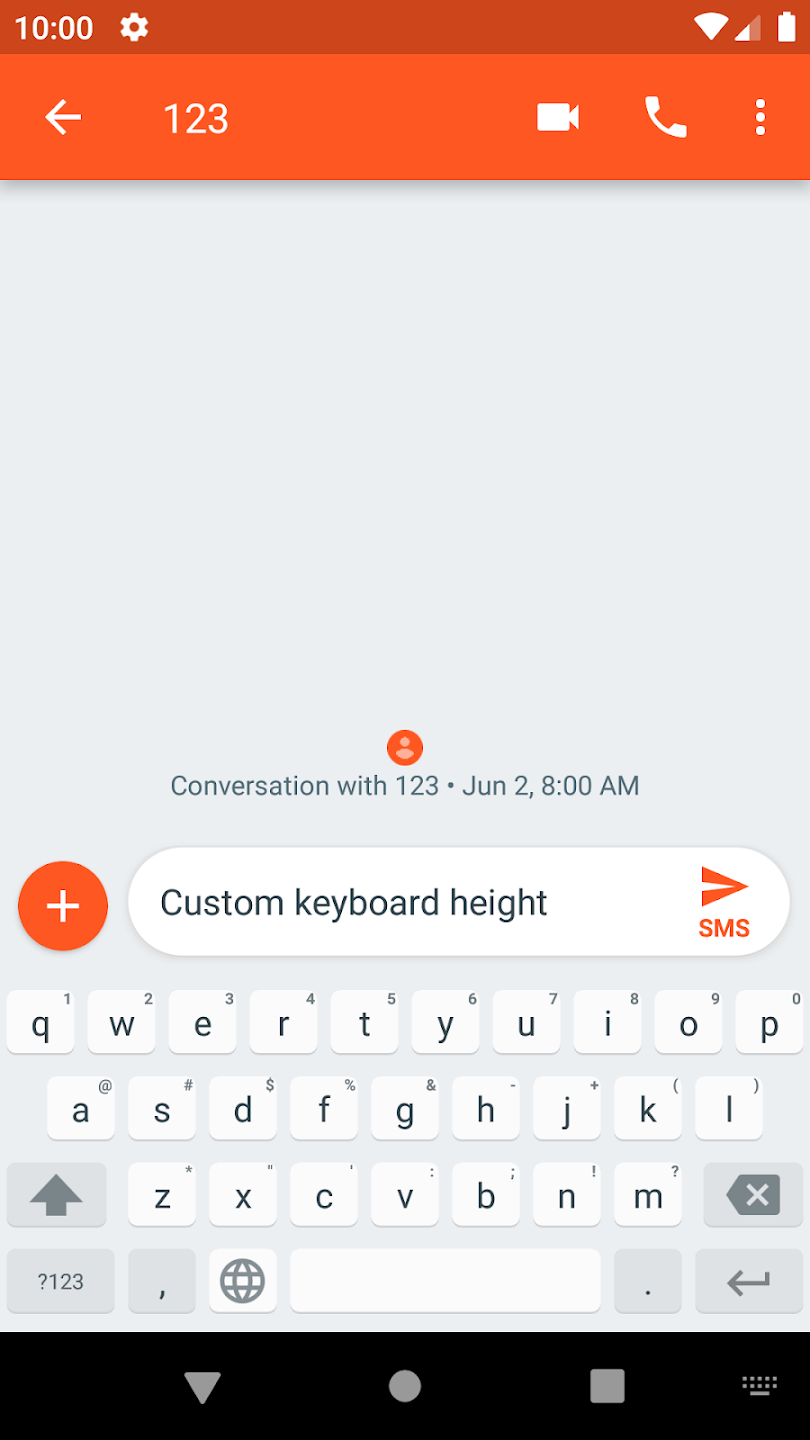 10:00
123
Conversation with 123 • Jun 2, 8:00 AM
Custom keyboard height
SMS
q 1 w 2 e 3 r 4 t 5 y 6 u 7 i 8 o 9 p 0
a @ s # d $ f % g & h - j + k ( l )
z * x " c ' v : b ; n ! m ?
?123 , .